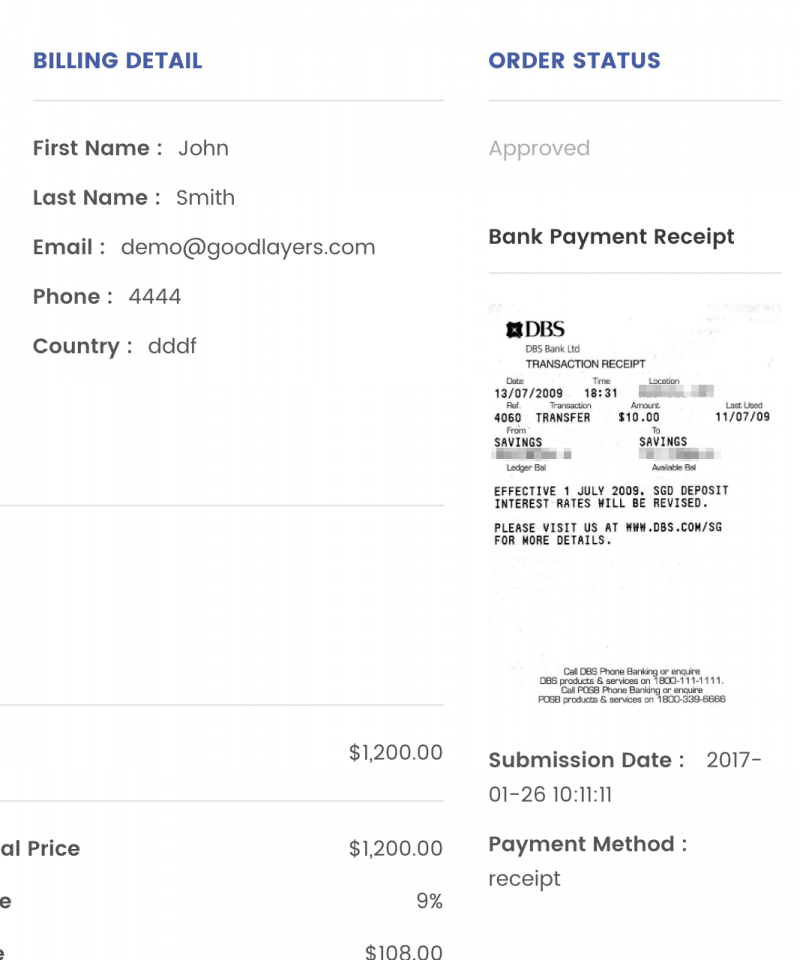 BILLING DETAIL
First Name : John
Last Name : Smith
Email : demo@goodlayers.com
Phone : 4444
Country : dddf
$1,200.00
al Price $1,200.00
e 9%
e $108.00
ORDER STATUS
Approved
Bank Payment Receipt
DBS
DBS Bank Ltd
TRANSACTION RECEIPT
Date Time Location
13/07/2009 18:31
Ref. Transaction Amount Last Used
4060 TRANSFER $10.00 11/07/09
From To
SAVINGS SAVINGS
Ledger Bal Available Bal
EFFECTIVE 1 JULY 2009, SGD DEPOSIT
INTEREST RATES WILL BE REVISED.
PLEASE VISIT US AT WWW.DBS.COM/SG
FOR MORE DETAILS.
Call DBS Phone Banking or enquire
DBS products & services on 1800-111-1111.
Call POSB Phone Banking or enquire
POSB products & services on 1800-339-6666
Submission Date : 2017-
01-26 10:11:11
Payment Method :
receipt